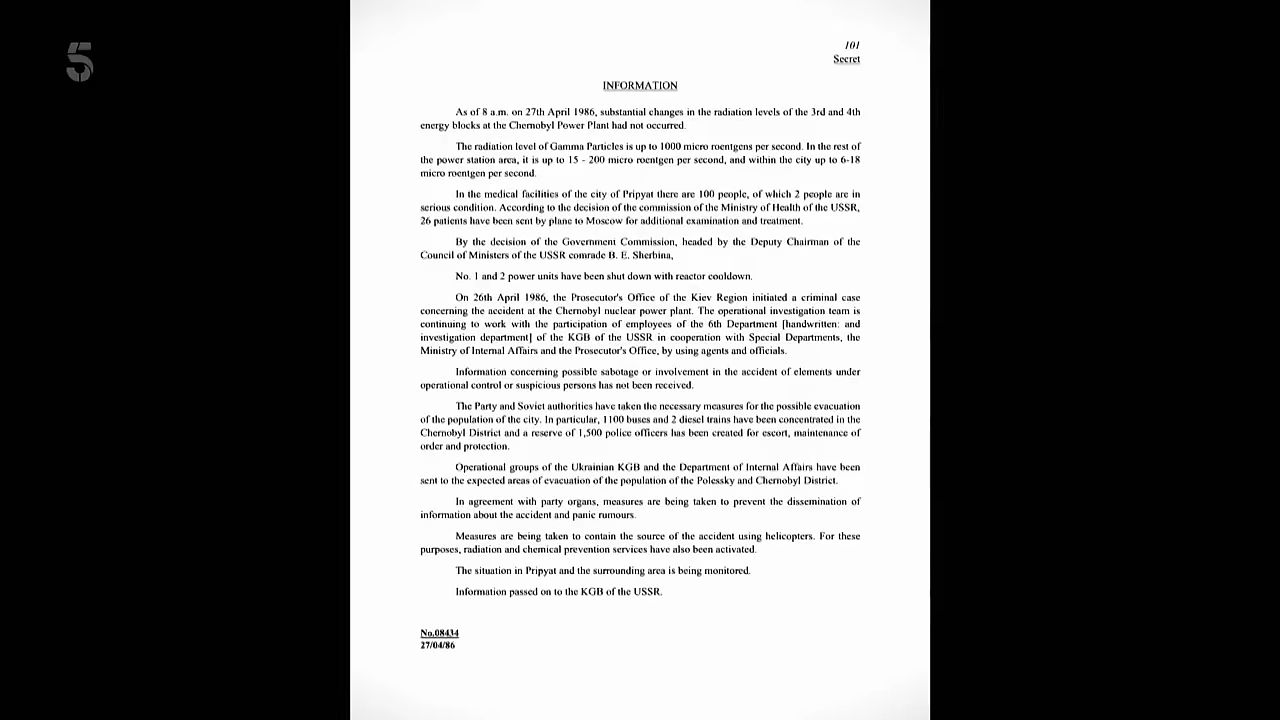 5
101
Secret
INFORMATION
As of 8 a.m. on 27th April 1986, substantial changes in the radiation levels of the 3rd and 4th
energy blocks at the Chernobyl Power Plant had not occurred.
The radiation level of Gamma Particles is up to 1000 micro roentgens per second. In the rest of
the power station area, it is up to 15 - 200 micro roentgen per second, and within the city up to 6-18
micro roentgen per second.
In the medical facilities of the city of Pripyat there are 100 people, of which 2 people are in
serious condition. According to the decision of the commission of the Ministry of Health of the USSR,
26 patients have been sent by plane to Moscow for additional examination and treatment.
By the decision of the Government Commission, headed by the Deputy Chairman of the
Council of Ministers of the USSR comrade B. E. Sherbina,
No. 1 and 2 power units have been shut down with reactor cooldown.
On 26th April 1986, the Prosecutor's Office of the Kiev Region initiated a criminal case
concerning the accident at the Chernobyl nuclear power plant. The operational investigation team is
continuing to work with the participation of employees of the 6th Department [handwritten: and
investigation department] of the KGB of the USSR in cooperation with Special Departments, the
Ministry of Internal Affairs and the Prosecutor's Office, by using agents and officials.
Information concerning possible sabotage or involvement in the accident of elements under
operational control or suspicious persons has not been received.
The Party and Soviet authorities have taken the necessary measures for the possible evacuation
of the population of the city. In particular, 1100 buses and 2 diesel trains have been concentrated in the
Chernobyl District and a reserve of 1,500 police officers has been created for escort, maintenance of
order and protection.
Operational groups of the Ukrainian KGB and the Department of Internal Affairs have been
sent to the expected areas of evacuation of the population of the Polessky and Chernobyl District.
In agreement with party organs, measures are being taken to prevent the dissemination of
information about the accident and panic rumours.
Measures are being taken to contain the source of the accident using helicopters. For these
purposes, radiation and chemical prevention services have also been activated.
The situation in Pripyat and the surrounding area is being monitored.
Information passed on to the KGB of the USSR.
No.08434
27/04/86